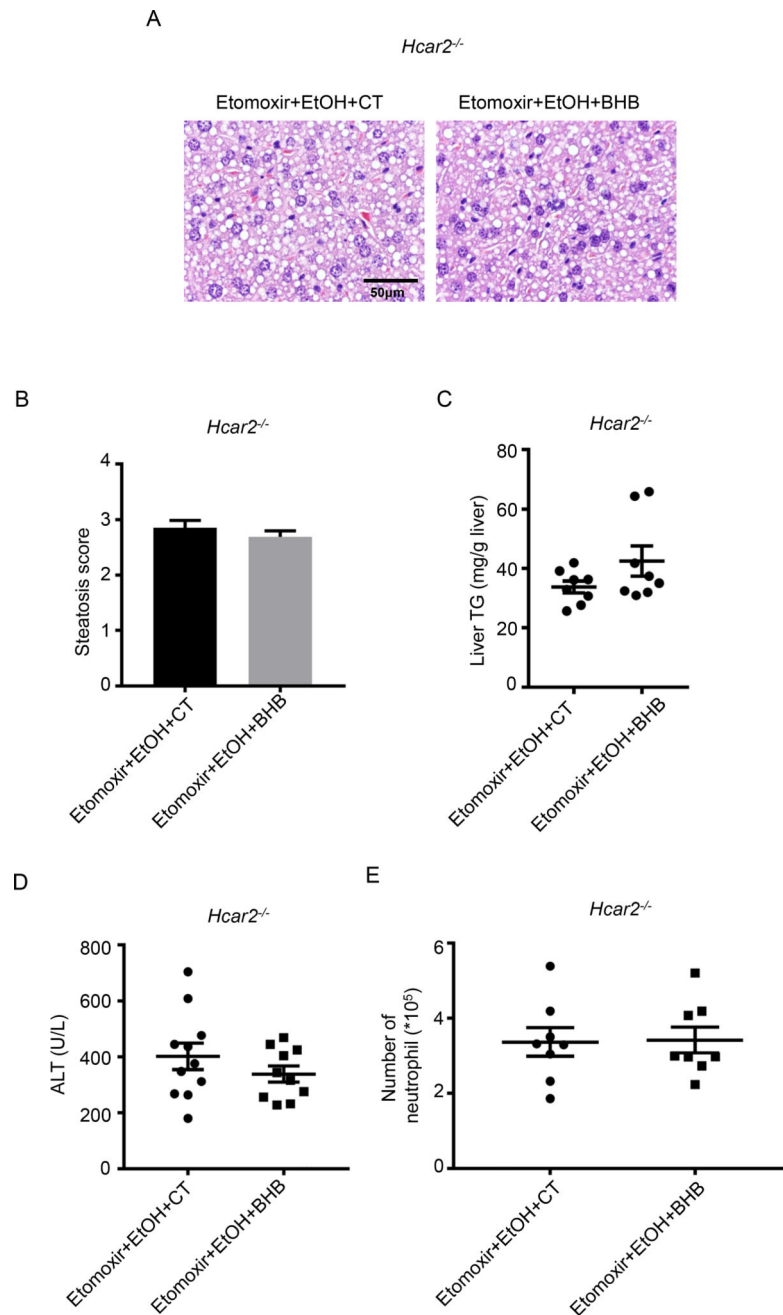 A
Hcar2-/-
Etomoxir+EtOH+CT
Etomoxir+EtOH+BHB
50μm
B
Hcar2-/-
Steatosis score
4
3
2
1
0
Etomoxir+EtOH+CT
Etomoxir+EtOH+BHB
C
Hcar2-/-
Liver TG (mg/g liver)
80
60
40
20
0
Etomoxir+EtOH+CT
Etomoxir+EtOH+BHB
D
Hcar2-/-
ALT (U/L)
800
600
400
200
0
Etomoxir+EtOH+CT
Etomoxir+EtOH+BHB
E
Hcar2-/-
Number of
neutrophil (*10⁵)
6
4
2
0
Etomoxir+EtOH+CT
Etomoxir+EtOH+BHB